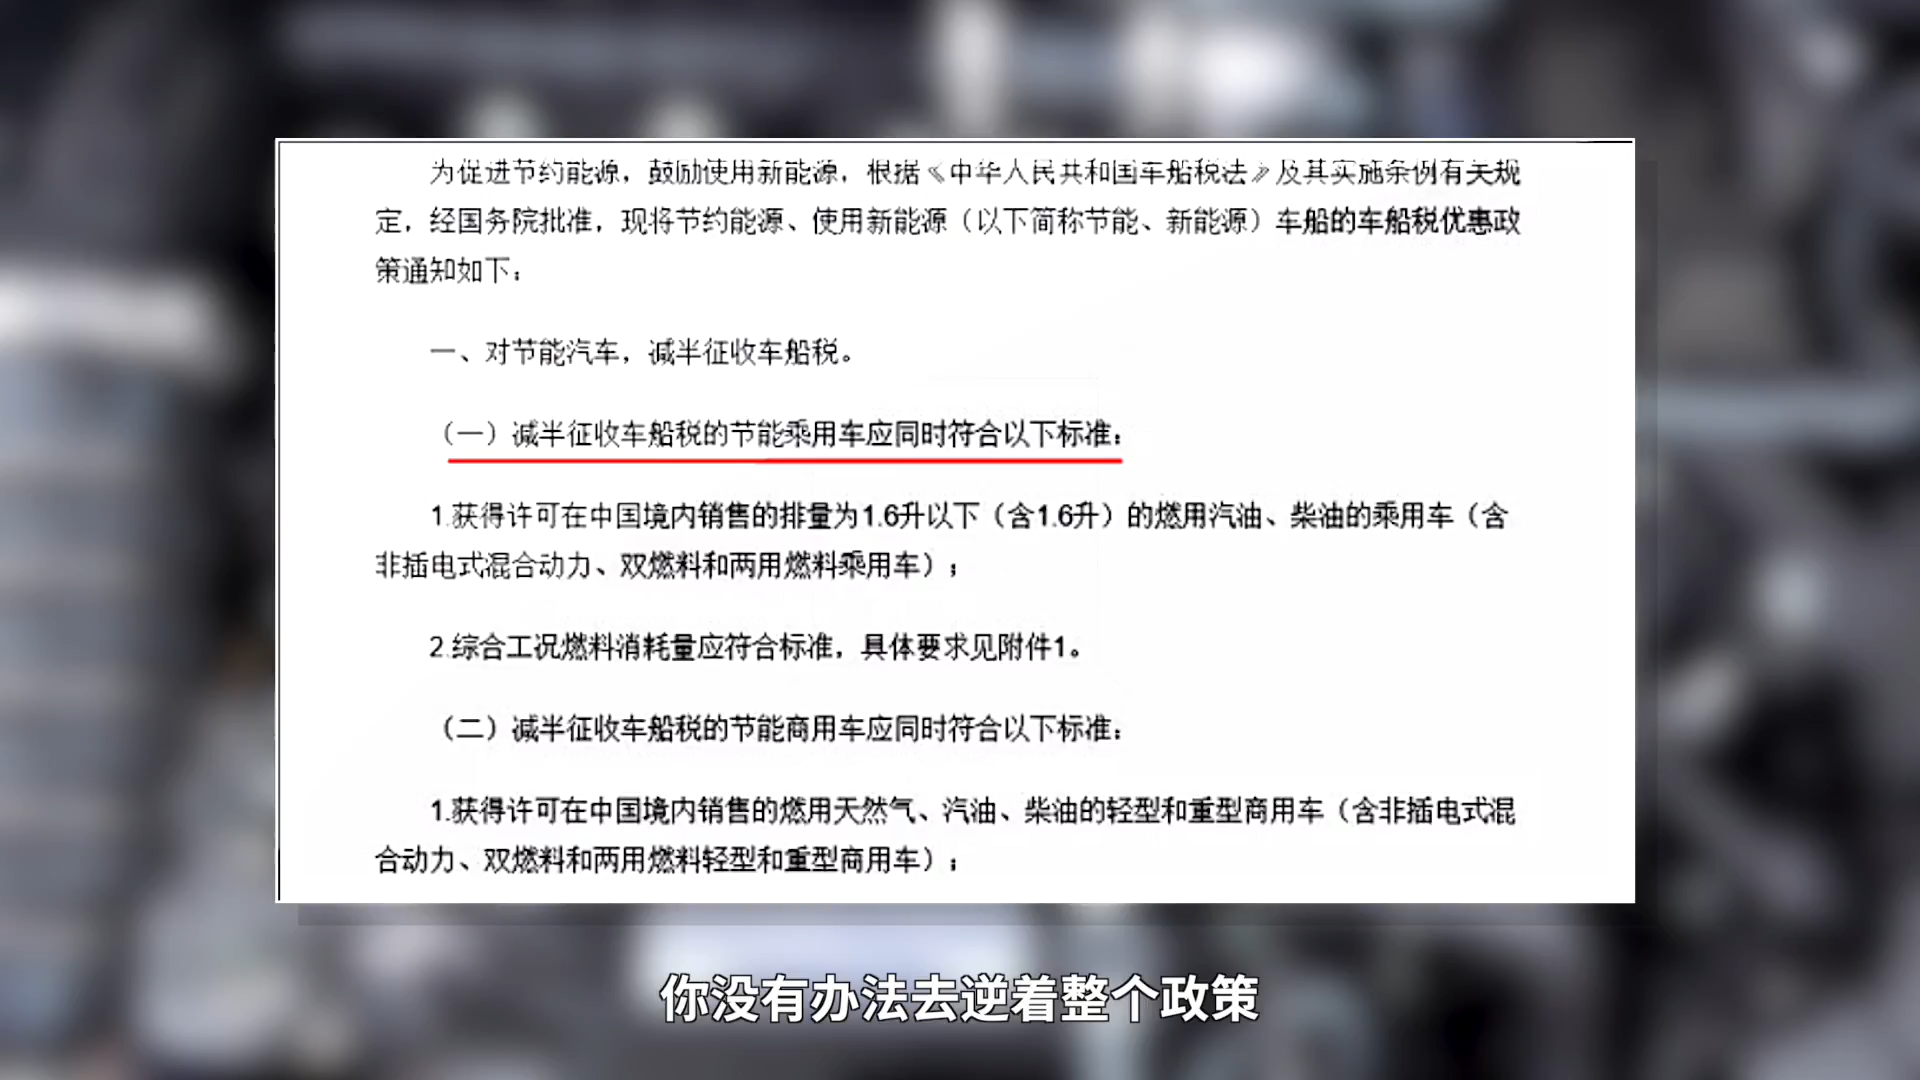 为促进节约能源，鼓励使用新能源，根据《中华人民共和国车船税法》及其实施条例有关规
定，经国务院批准，现将节约能源、使用新能源（以下简称节能、新能源）车船的车船税优惠政
策通知如下：
一、对节能汽车，减半征收车船税。
（一）减半征收车船税的节能乘用车应同时符合以下标准：
1.获得许可在中国境内销售的排量为1.6升以下（含1.6升）的燃用汽油、柴油的乘用车（含
非插电式混合动力、双燃料和两用燃料乘用车）；
2.综合工况燃料消耗量应符合标准，具体要求见附件1。
（二）减半征收车船税的节能商用车应同时符合以下标准：
1.获得许可在中国境内销售的燃用天然气、汽油、柴油的轻型和重型商用车（含非插电式混
合动力、双燃料和两用燃料轻型和重型商用车）；
你没有办法去逆着整个政策